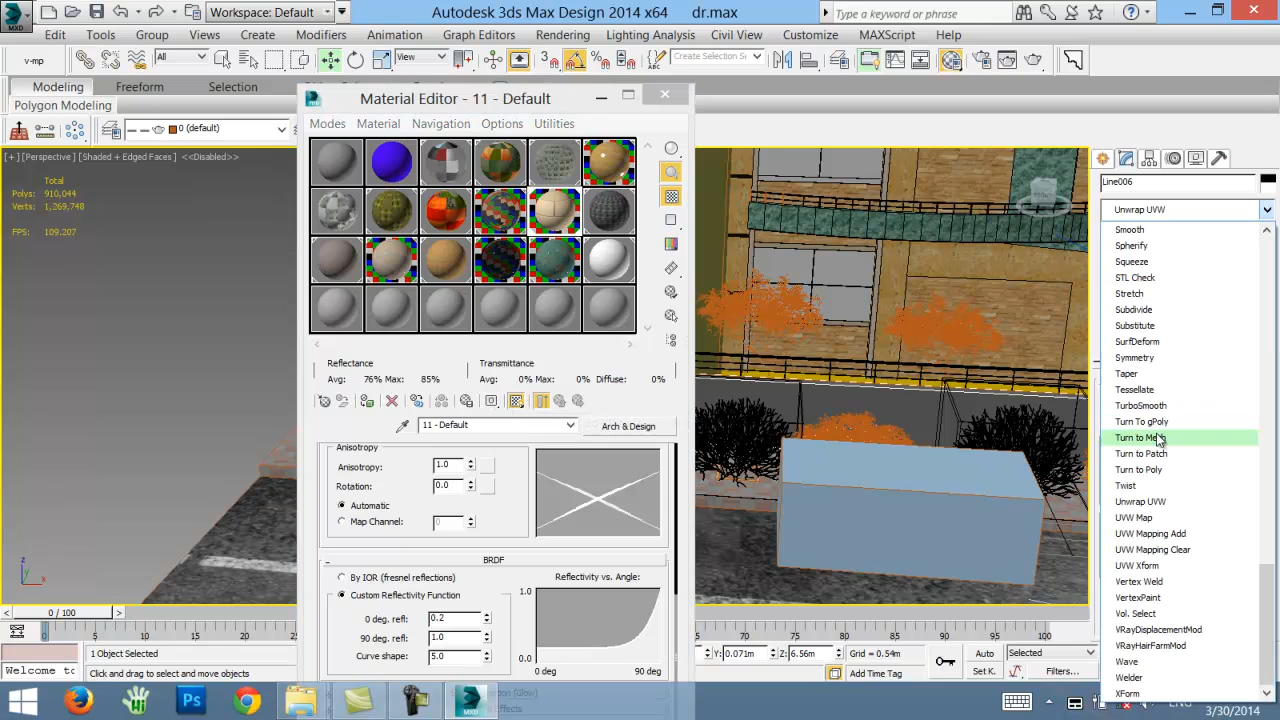 MXD
Workspace: Default
Autodesk 3ds Max Design 2014 x64 dr.max
Type a keyword or phrase
Edit Tools Group Views Create Modifiers Animation Graph Editors Rendering Lighting Analysis Civil View Customize MAXScript Help
y-mp
All
View
Create Selection Se
Modeling Freeform Selection
Polygon Modeling
0 (default)
[+] [Perspective] [Shaded + Edged Faces] <<Disabled>>
Total
Polys: 910,044
Verts: 1,269,748
FPS: 109.207
Material Editor - 11 - Default
Modes Material Navigation Options Utilities
Reflectance
Avg: 76% Max: 85%
Transmittance
Avg: 0% Max: 0% Diffuse: 0%
11 - Default
Arch & Design
Anisotropy
Anisotropy: 1.0
Rotation: 0.0
Automatic
Map Channel: 0
BRDF
By IOR (fresnel reflections)
Custom Reflectivity Function
0 deg. refl: 0.2
90 deg. refl: 1.0
Curve shape: 5.0
Reflectivity vs. Angle:
1.0
0.0
0 deg 90 deg
Line006
Unwrap UVW
Smooth
Spherify
Squeeze
STL Check
Stretch
Subdivide
Substitute
SurfDeform
Symmetry
Taper
Tessellate
TurboSmooth
Turn To gPoly
Turn to Mesh
Turn to Patch
Turn to Poly
Twist
Unwrap UVW
UVW Map
UVW Mapping Add
UVW Mapping Clear
UVW Xform
Vertex Weld
VertexPaint
Vol. Select
VRayDisplacementMod
VRayHairFarmMod
Wave
Welder
XForm
z
x
0 / 100
0 5 10 15 20 70 75 80 85 90 95 100
1 Object Selected
Y: 0.071m Z: 6.56m Grid = 0.54m
Auto
Selected
Welcome to
Click and drag to select and move objects
Add Time Tag
Set K.
Filters...
Ps
MXD
3/30/2014